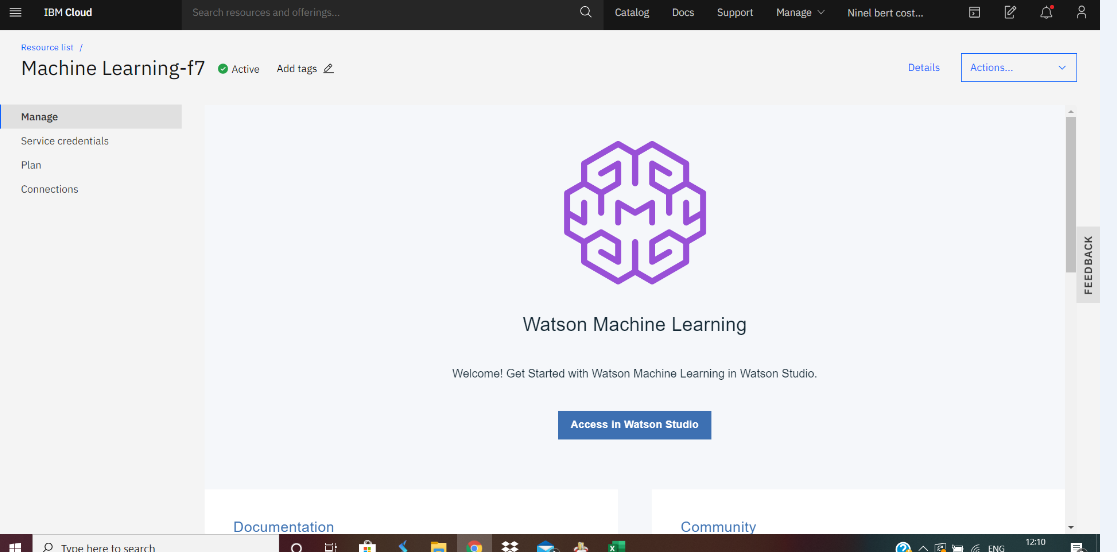 IBM Cloud
Search resources and offerings...
Catalog
Docs
Support
Manage
Ninel bert cost...
Resource list /
Machine Learning-f7
Active
Add tags
Details
Actions...
Manage
Service credentials
Plan
Connections
Watson Machine Learning
Welcome! Get Started with Watson Machine Learning in Watson Studio.
Access in Watson Studio
FEEDBACK
Documentation
Community
Type here to search
ENG
12:10